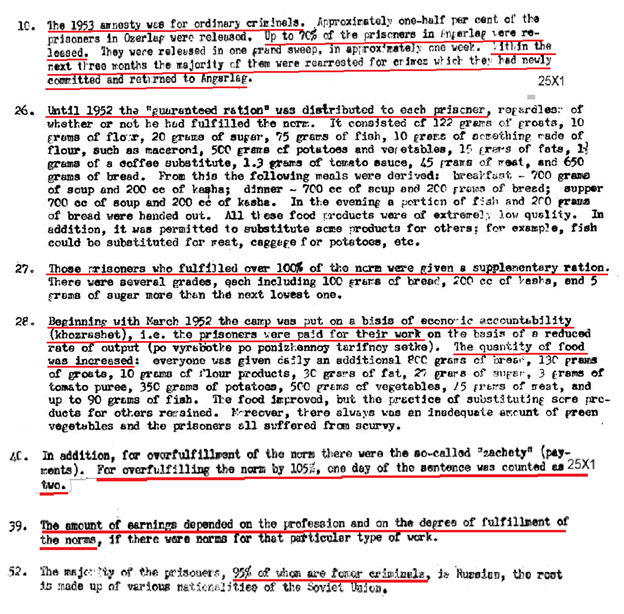 10. The 1953 amnesty was for ordinary criminals. Approximately one-half per cent of the
prisoners in Ozerlag were released. Up to 70% of the prisoners in Angarlag were re-
leased. They were released in one grand sweep, in approximately one week. Within the
next three months the majority of them were rearrested for crimes which they had newly
committed and returned to Angarlag.
25X1
26. Until 1952 the "guaranteed ration" was distributed to each prisoner, regardless of
whether or not he had fulfilled the norm. It consisted of 122 grams of groats, 10
grams of flour, 20 grams of sugar, 75 grams of fish, 10 grams of something made of
flour, such as macaroni, 500 grams of potatoes and vegetables, 15 grams of fats,
grams of a coffee substitute, 1.3 grams of tomato sauce, 45 grams of meat, and 650
grams of bread. From this the following meals were derived: breakfast - 700 grams
of soup and 200 cc of kasha; dinner - 700 cc of soup and 200 grams of bread; supper
700 cc of soup and 200 cc of kasha. In the evening a portion of fish and 200 grams
of bread were handed out. All these food products were of extremely low quality. In
addition, it was permitted to substitute some products for others; for example, fish
could be substituted for meat, cabbage for potatoes, etc.
27. Those prisoners who fulfilled over 100% of the norm were given a supplementary ration.
There were several grades, each including 100 grams of bread, 200 cc of kasha, and 5
grams of sugar more than the next lowest one.
28. Beginning with March 1952 the camp was put on a basis of economic accountability
(khozrashet), i.e. the prisoners were paid for their work on the basis of a reduced
rate of output (po vyrabotke po ponizhennoy tarifnoy setke). The quantity of food
was increased: everyone was given daily an additional 800 grams of bread, 130 grams
of groats, 10 grams of flour products, 30 grams of fat, 27 grams of sugar, 3 grams of
tomato puree, 350 grams of potatoes, 500 grams of vegetables, grams of meat, and
up to 90 grams of fish. The food improved, but the practice of substituting some pro-
ducts for others remained. Moreover, there always was an inadequate amount of green
vegetables and the prisoners all suffered from scurvy.
40. In addition, for overfulfillment of the norm there were the so-called "zachety" (pay-
ments). For overfulfilling the norm by 105%, one day of the sentence was counted as 25X1
two.
39. The amount of earnings depended on the profession and on the degree of fulfillment of
the norms, if there were norms for that particular type of work.
52. The majority of the prisoners, 95% of whom are former criminals, is Russian, the rest
is made up of various nationalities of the Soviet Union.